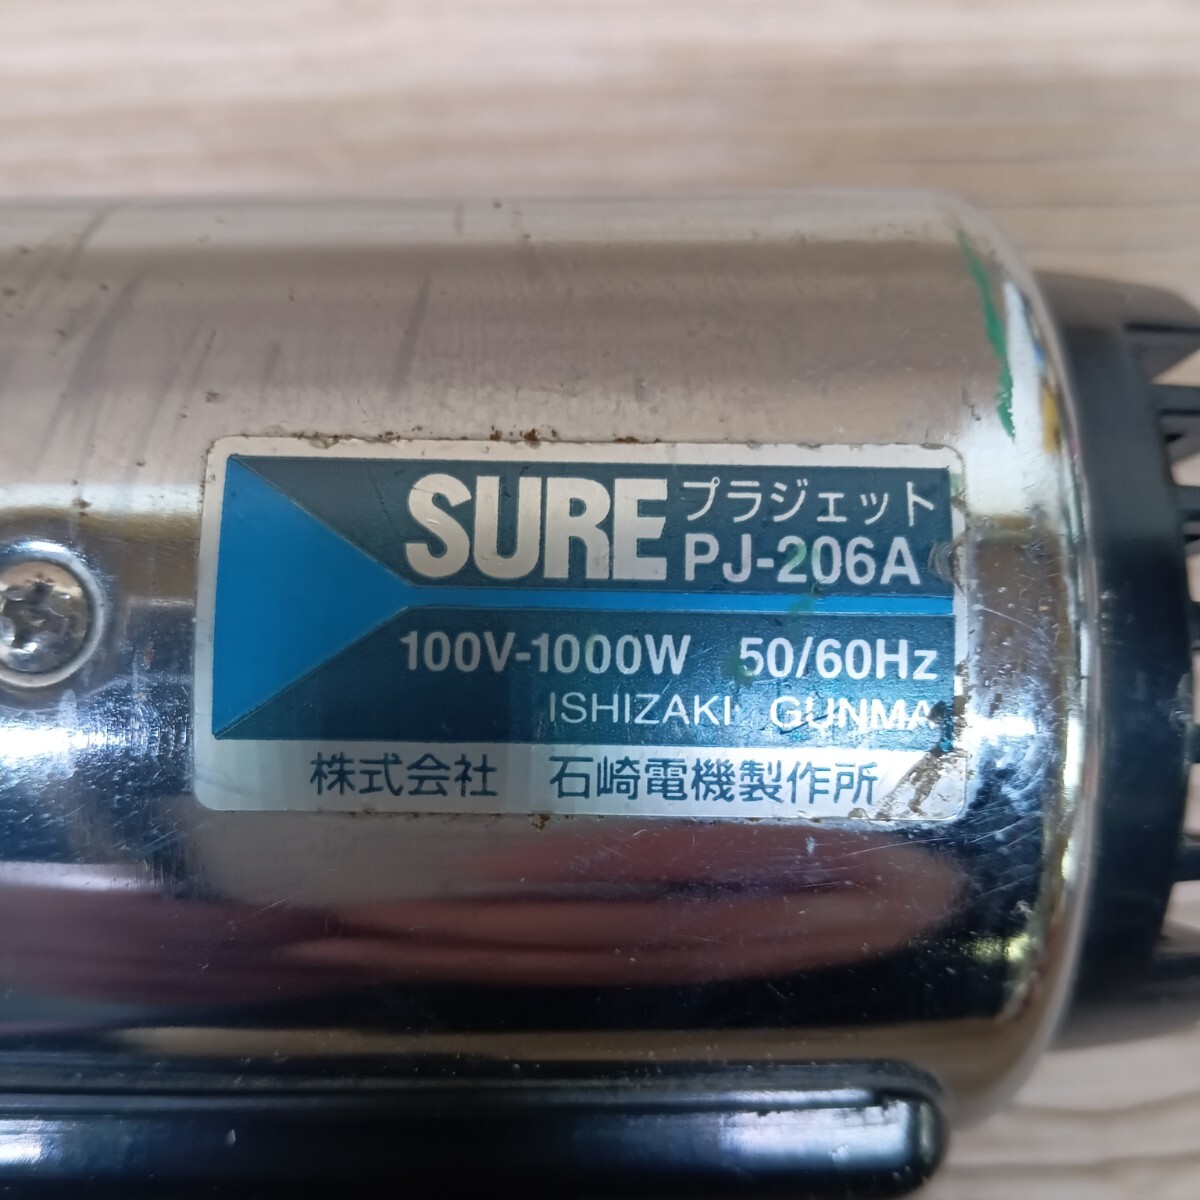 SURE プラジェット
PJ-206A
100V-1000W 50/60Hz
ISHIZAKI GUNMA
株式会社 石崎電機製作所